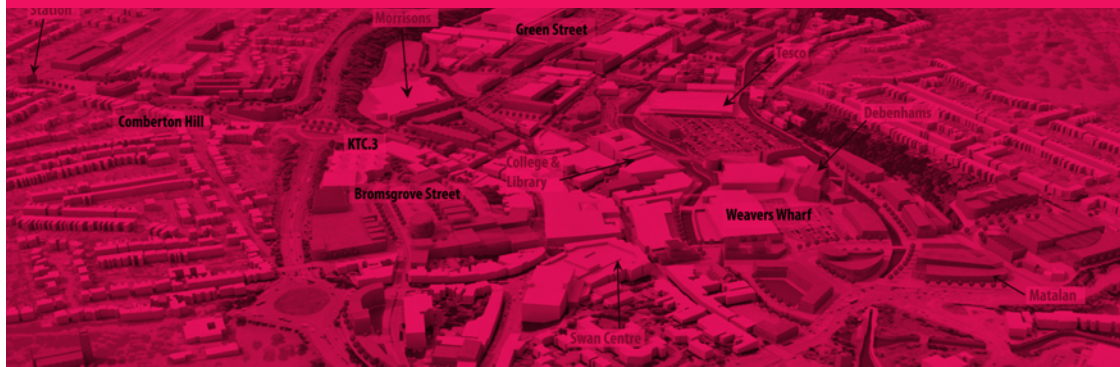 Station
Morrisons
Green Street
Tesco
Comberton Hill
Debenhams
KTC.3
College &
Library
Bromsgrove Street
Weavers Wharf
Matalan
Swan Centre